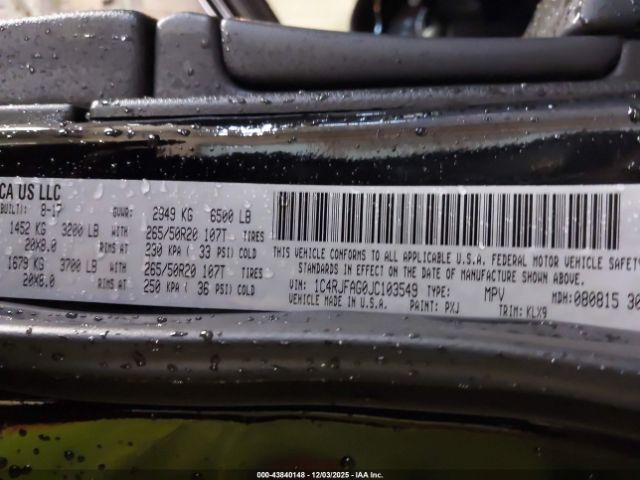 CA US LLC
BUILT): 8-17 GVWR: 2949 KG 6500 LB
1452 KG 3200 LB WITH 265/50R20 107T TIRES
20X8.0 RIMS AT 230 KPA ( 33 PSI) COLD
1679 KG 3700 LB WITH 265/50R20 107T TIRES
20X8.0 RIMS AT 250 KPA ( 36 PSI) COLD
THIS VEHICLE CONFORMS TO ALL APPLICABLE U.S.A. FEDERAL MOTOR VEHICLE SAFETY
STANDARDS IN EFFECT ON THE DATE OF MANUFACTURE SHOWN ABOVE.
VIN: 1C4RJFAG0JC103549 TYPE: MPV MDH: 080815 30
VEHICLE MADE IN U.S.A. PAINT: PXJ TRIM: KLX9
000-43840148 - 12/03/2025 - IAA Inc.